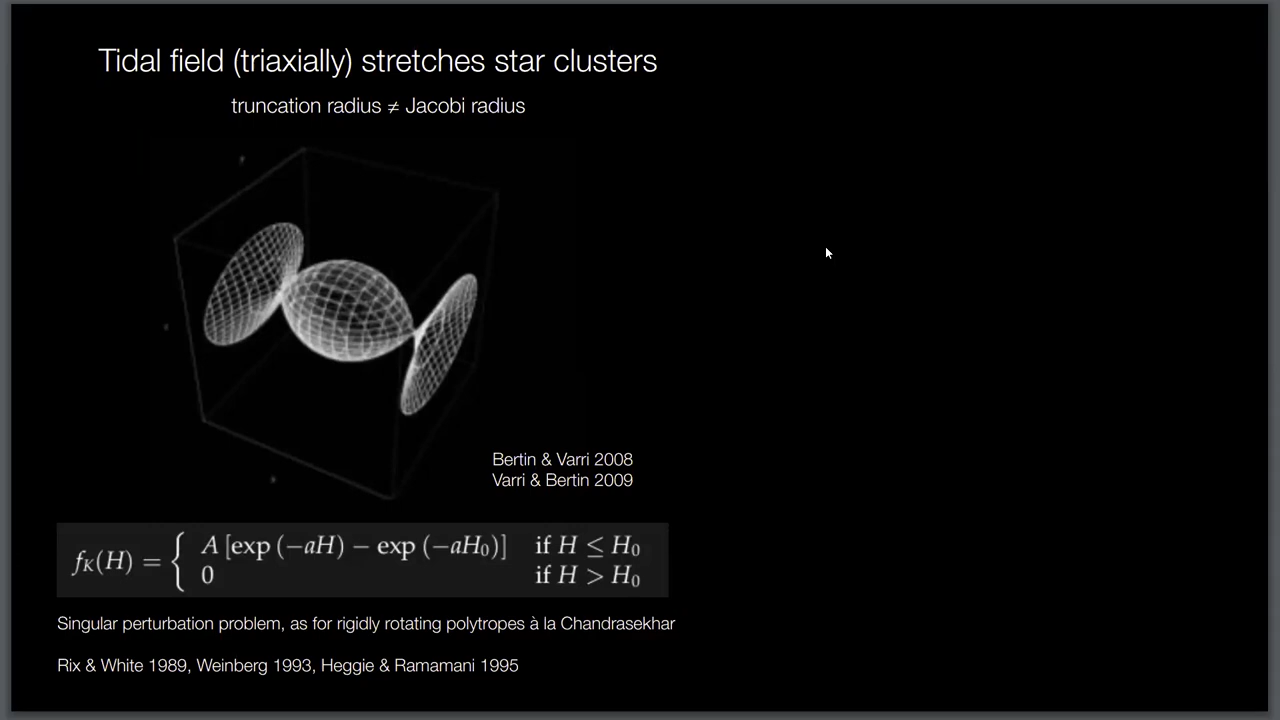 Tidal field (triaxially) stretches star clusters
truncation radius ≠ Jacobi radius
Bertin & Varri 2008
Varri & Bertin 2009
f_K(H) = { A [exp (−aH) − exp (−aH₀)] if H ≤ H₀
0 if H > H₀
Singular perturbation problem, as for rigidly rotating polytropes à la Chandrasekhar
Rix & White 1989, Weinberg 1993, Heggie & Ramamani 1995